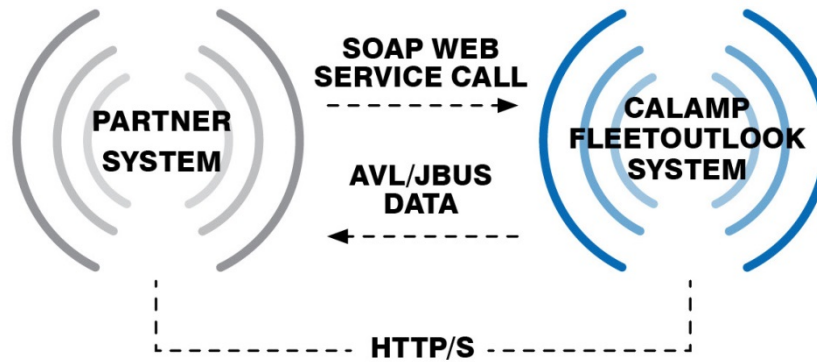 PARTNER
SYSTEM
SOAP WEB
SERVICE CALL
AVL/JBUS
DATA
CALAMP
FLEETOUTLOOK
SYSTEM
HTTP/S